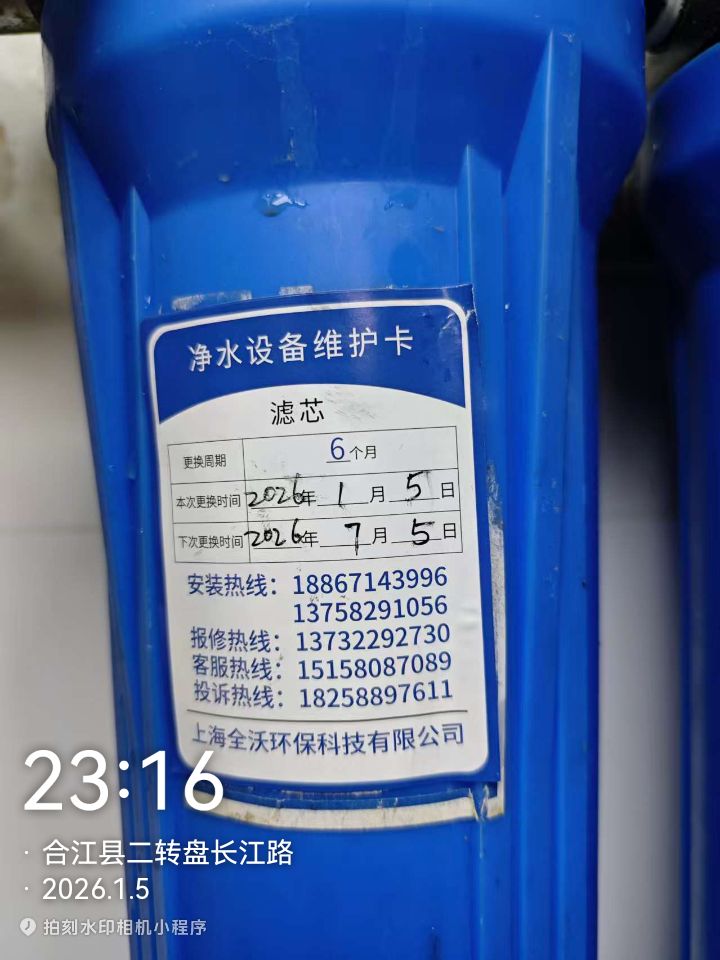 净水设备维护卡
滤芯
更换周期 6个月
本次更换时间 2026年 1 月 5 日
下次更换时间 2026年 7 月 5 日
安装热线：18867143996
13758291056
报修热线：13732292730
客服热线：15158087089
投诉热线：18258897611
上海全沃环保科技有限公司
23:16
· 合江县二转盘长江路
· 2026.1.5
拍刻水印相机小程序